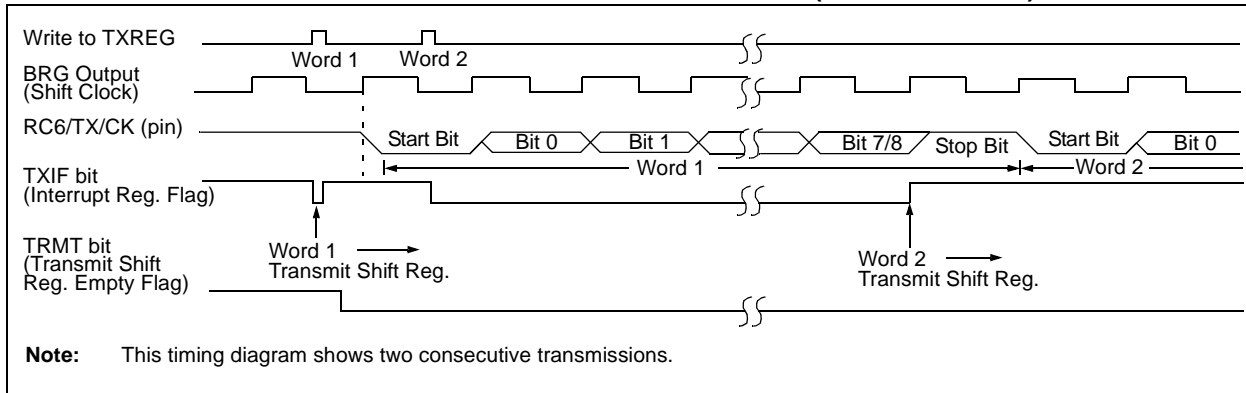 Write to TXREG
Word 1 Word 2
BRG Output
(Shift Clock)
RC6/TX/CK (pin)
Start Bit Bit 0 Bit 1 Bit 7/8 Stop Bit Start Bit Bit 0
Word 1 Word 2
TXIF bit
(Interrupt Reg. Flag)
Word 1
Transmit Shift Reg.
Word 2
Transmit Shift Reg.
TRMT bit
(Transmit Shift
Reg. Empty Flag)
Note: This timing diagram shows two consecutive transmissions.